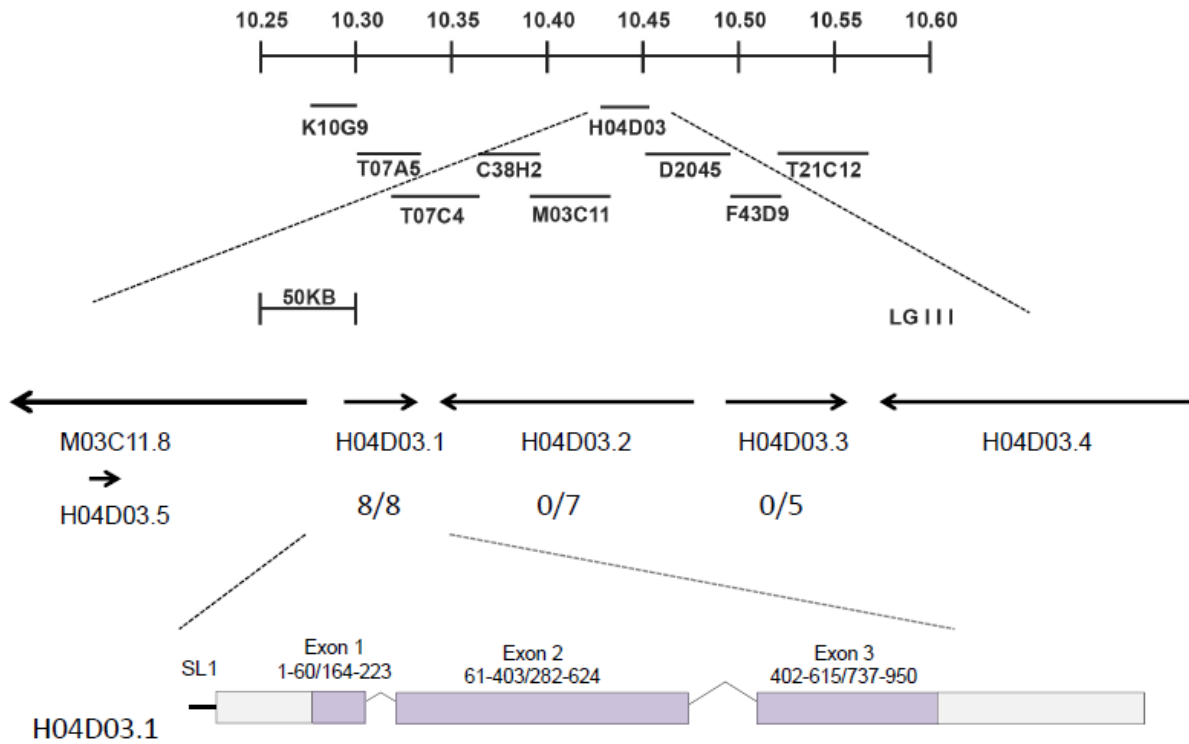 10.25 10.30 10.35 10.40 10.45 10.50 10.55 10.60
K10G9 H04D03
T07A5 C38H2 D2045 T21C12
T07C4 M03C11 F43D9
50KB LG III
M03C11.8 H04D03.1 H04D03.2 H04D03.3 H04D03.4
H04D03.5 8/8 0/7 0/5
Exon 1 Exon 2 Exon 3
SL1 1-60/164-223 61-403/282-624 402-615/737-950
H04D03.1